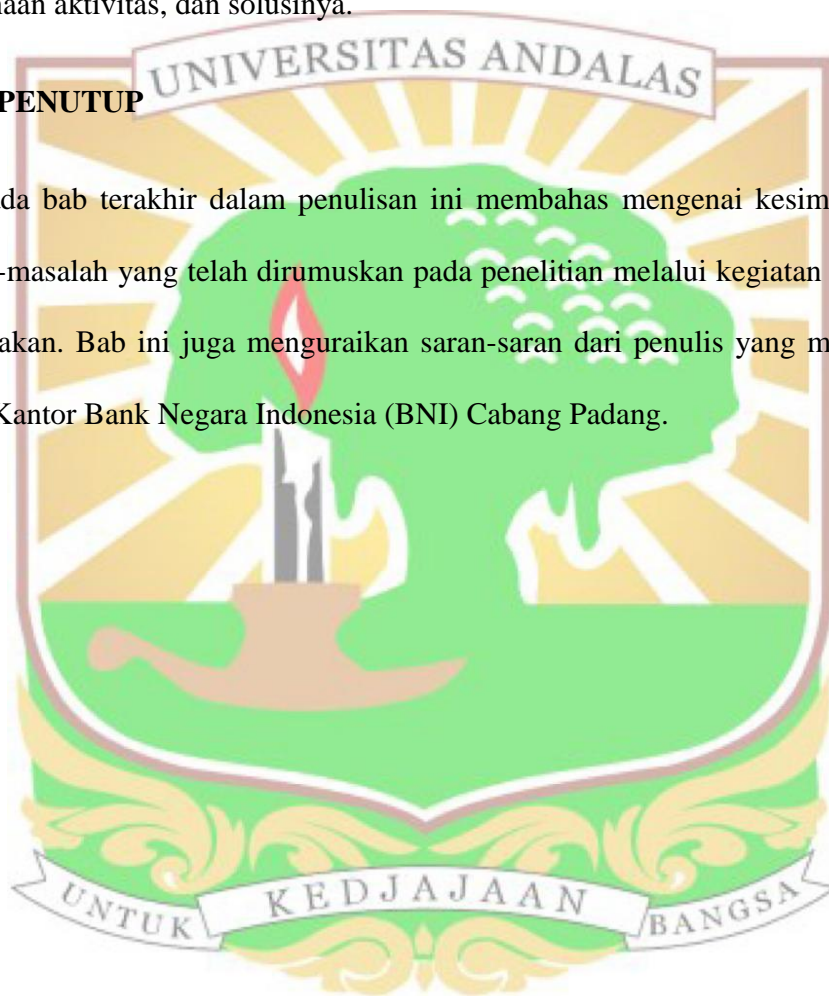 naan aktivitas, dan solusinya.
UNIVERSITAS ANDALAS
PENUTUP
da bab terakhir dalam penulisan ini membahas mengenai kesim
-masalah yang telah dirumuskan pada penelitian melalui kegiatan
akan. Bab ini juga menguraikan saran-saran dari penulis yang m
Kantor Bank Negara Indonesia (BNI) Cabang Padang.
UNTUK KEDJAJAAN BANGSA